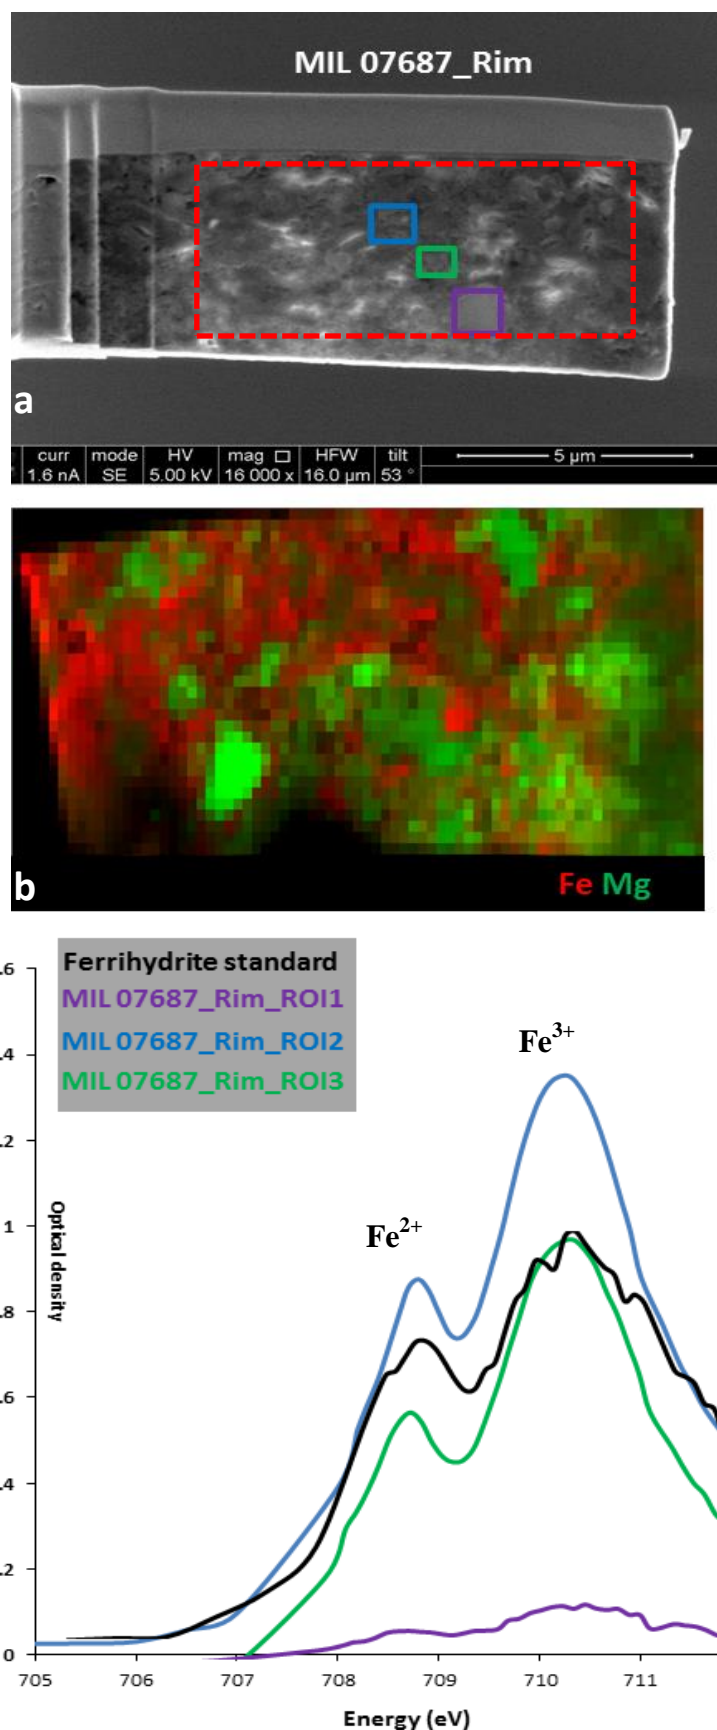 MIL 07687_Rim
a
curr mode HV mag HFW tilt
5 µm
1.6 nA SE 5.00 kV 16 000 x 16.0 µm 53 °
b
Fe Mg
Ferrihydrite standard
MIL 07687_Rim_ROI1
MIL 07687_Rim_ROI2
MIL 07687_Rim_ROI3
Fe³⁺
Fe²⁺
Optical density
.6
.4
.2
1
.8
.6
.4
.2
0
705 706 707 708 709 710 711
Energy (eV)